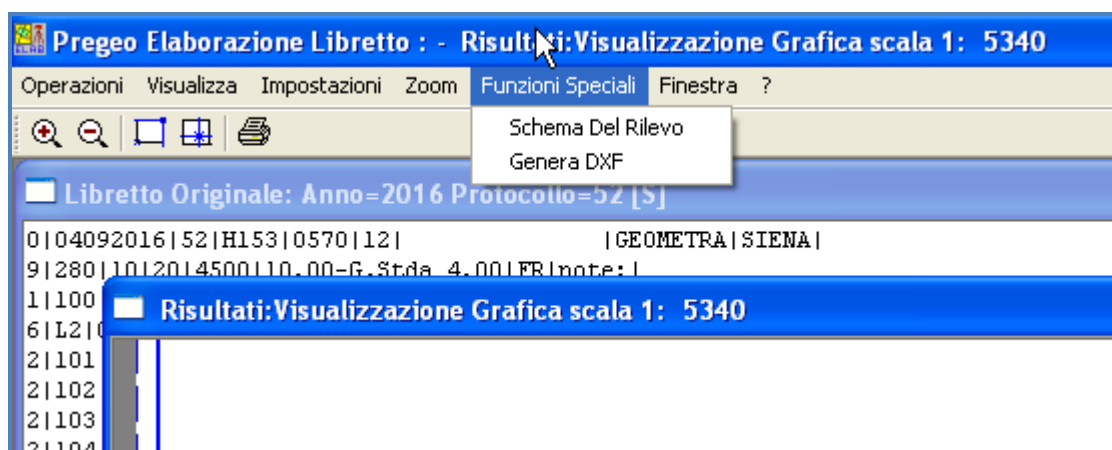 Pregeo Elaborazione Libretto : - Risultati:Visualizzazione Grafica scala 1: 5340
Operazioni Visualizza Impostazioni Zoom Funzioni Speciali Finestra ?
Schema Del Rilevo
Genera DXF
Libretto Originale: Anno=2016 Protocollo=52 [S]
0|04092016|52|H153|0570|12| |GEOMETRA|SIENA|
9|280|10|20|4500|10.00-G.Stda 4.00|FR|note:|
1|100
Risultati:Visualizzazione Grafica scala 1: 5340
6|L2|
2|101
2|102
2|103
2|104